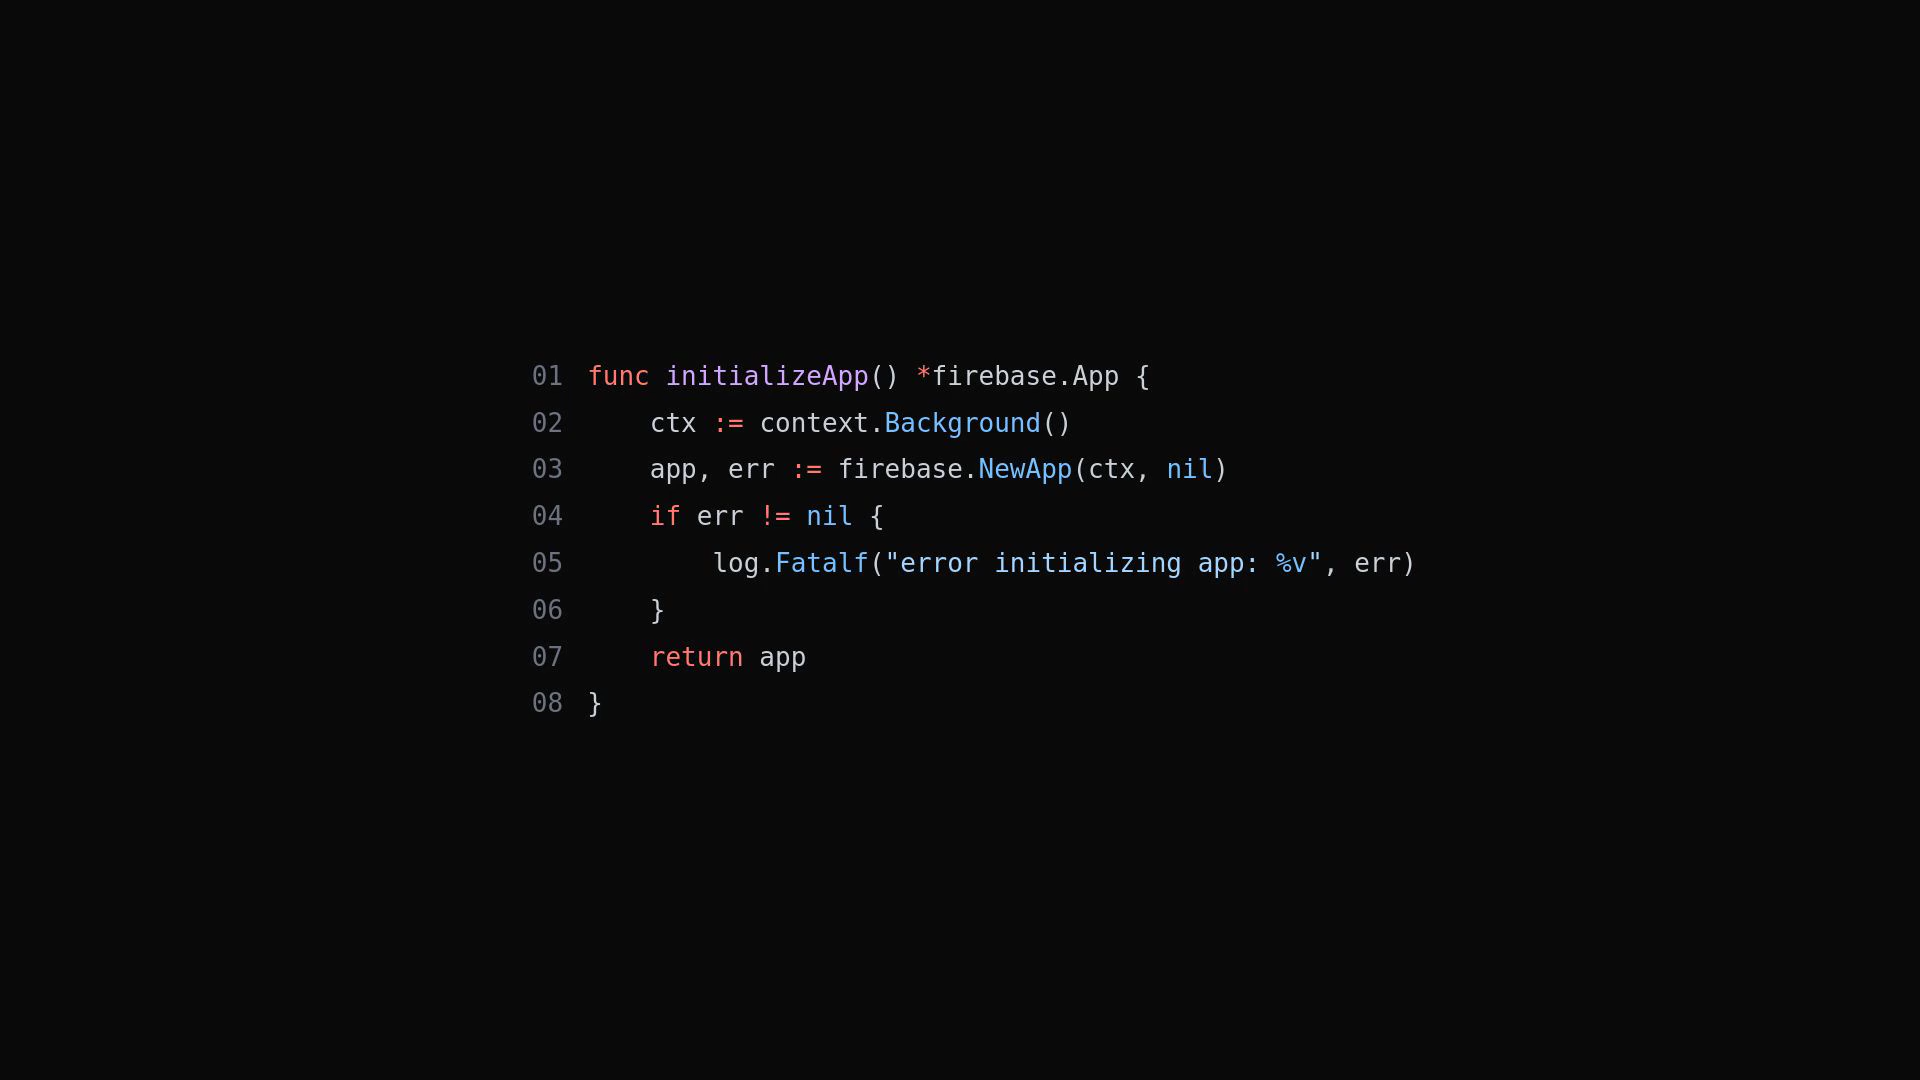 01 func initializeApp() *firebase.App {
02     ctx := context.Background()
03     app, err := firebase.NewApp(ctx, nil)
04     if err != nil {
05         log.Fatalf("error initializing app: %v", err)
06     }
07     return app
08 }